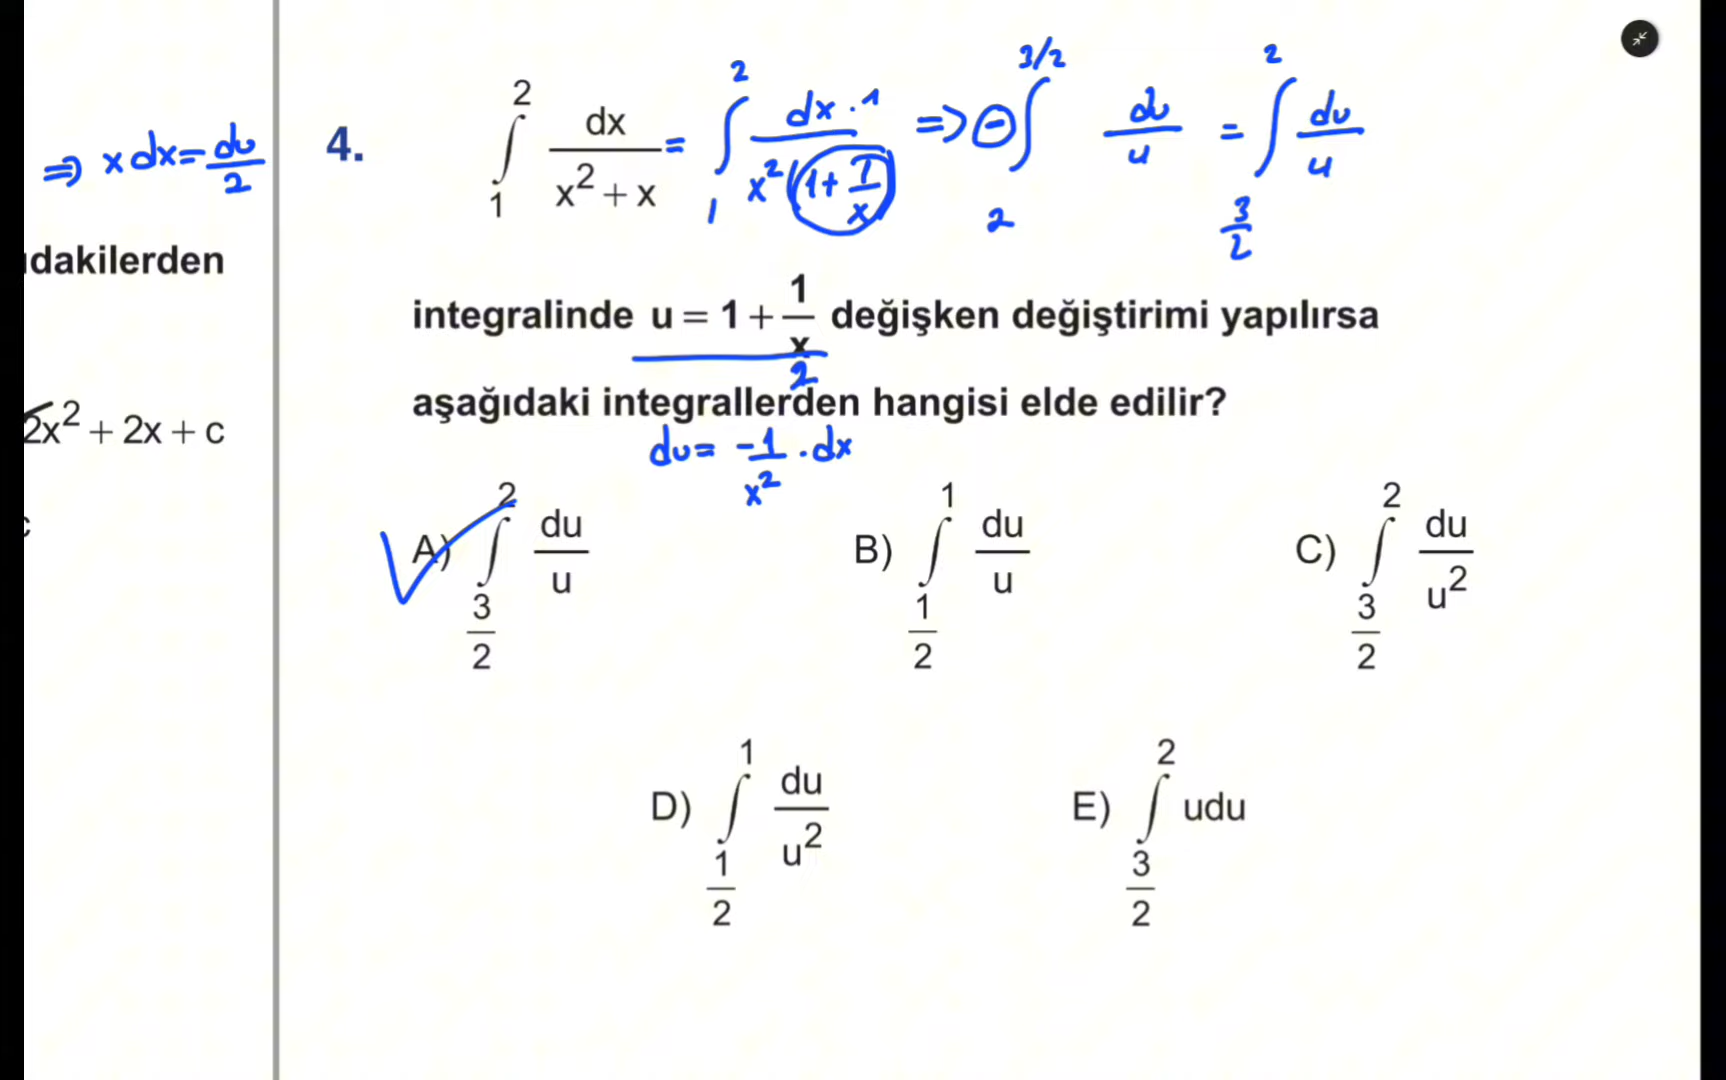 ⇒ x dx = du/2
dakilerden
2x² + 2x + c
4. ∫₁² dx/(x² + x) = ∫₁² dx·1/(x²(1 + 1/x)) ⇒ ⊖∫₂^(3/2) du/u = ∫_(3/2)^2 du/u
integralinde u = 1 + 1/x değişken değiştirimi yapılırsa
2
aşağıdaki integrallerden hangisi elde edilir?
du = -1/x² · dx
A) ∫_(3/2)^2 du/u B) ∫_(1/2)^1 du/u C) ∫_(3/2)^2 du/u²
D) ∫_(1/2)^1 du/u² E) ∫_(3/2)^2 udu